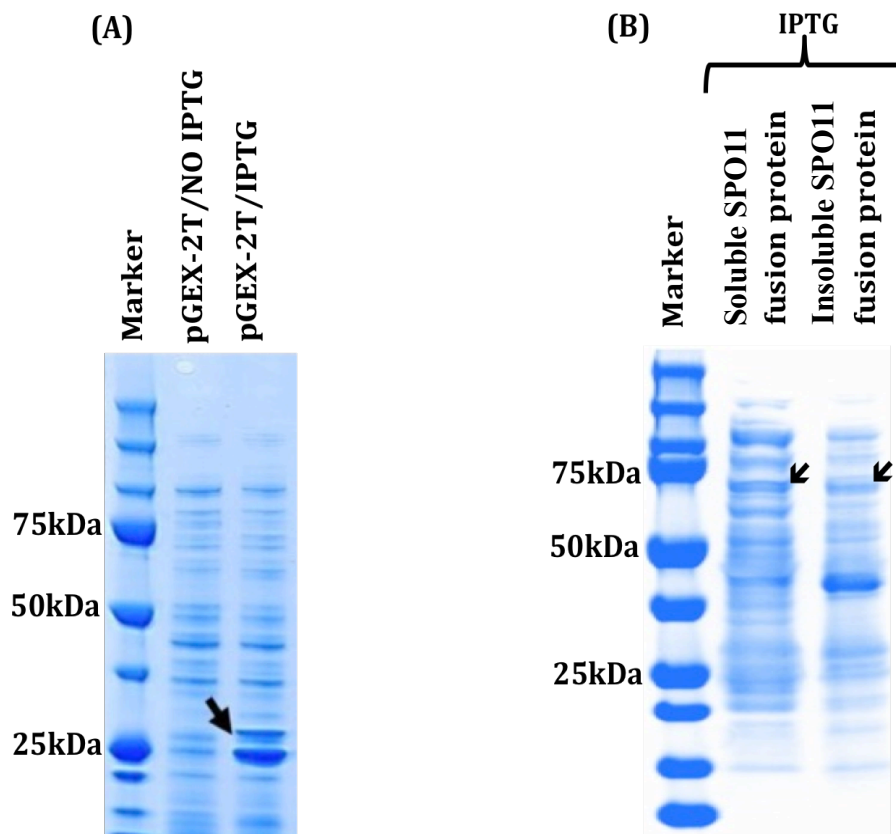 (A)
Marker
pGEX-2T/NO IPTG
pGEX-2T/IPTG
75kDa
50kDa
25kDa
(B)
IPTG
Marker
Soluble SPO11
fusion protein
Insoluble SPO11
fusion protein
75kDa
50kDa
25kDa